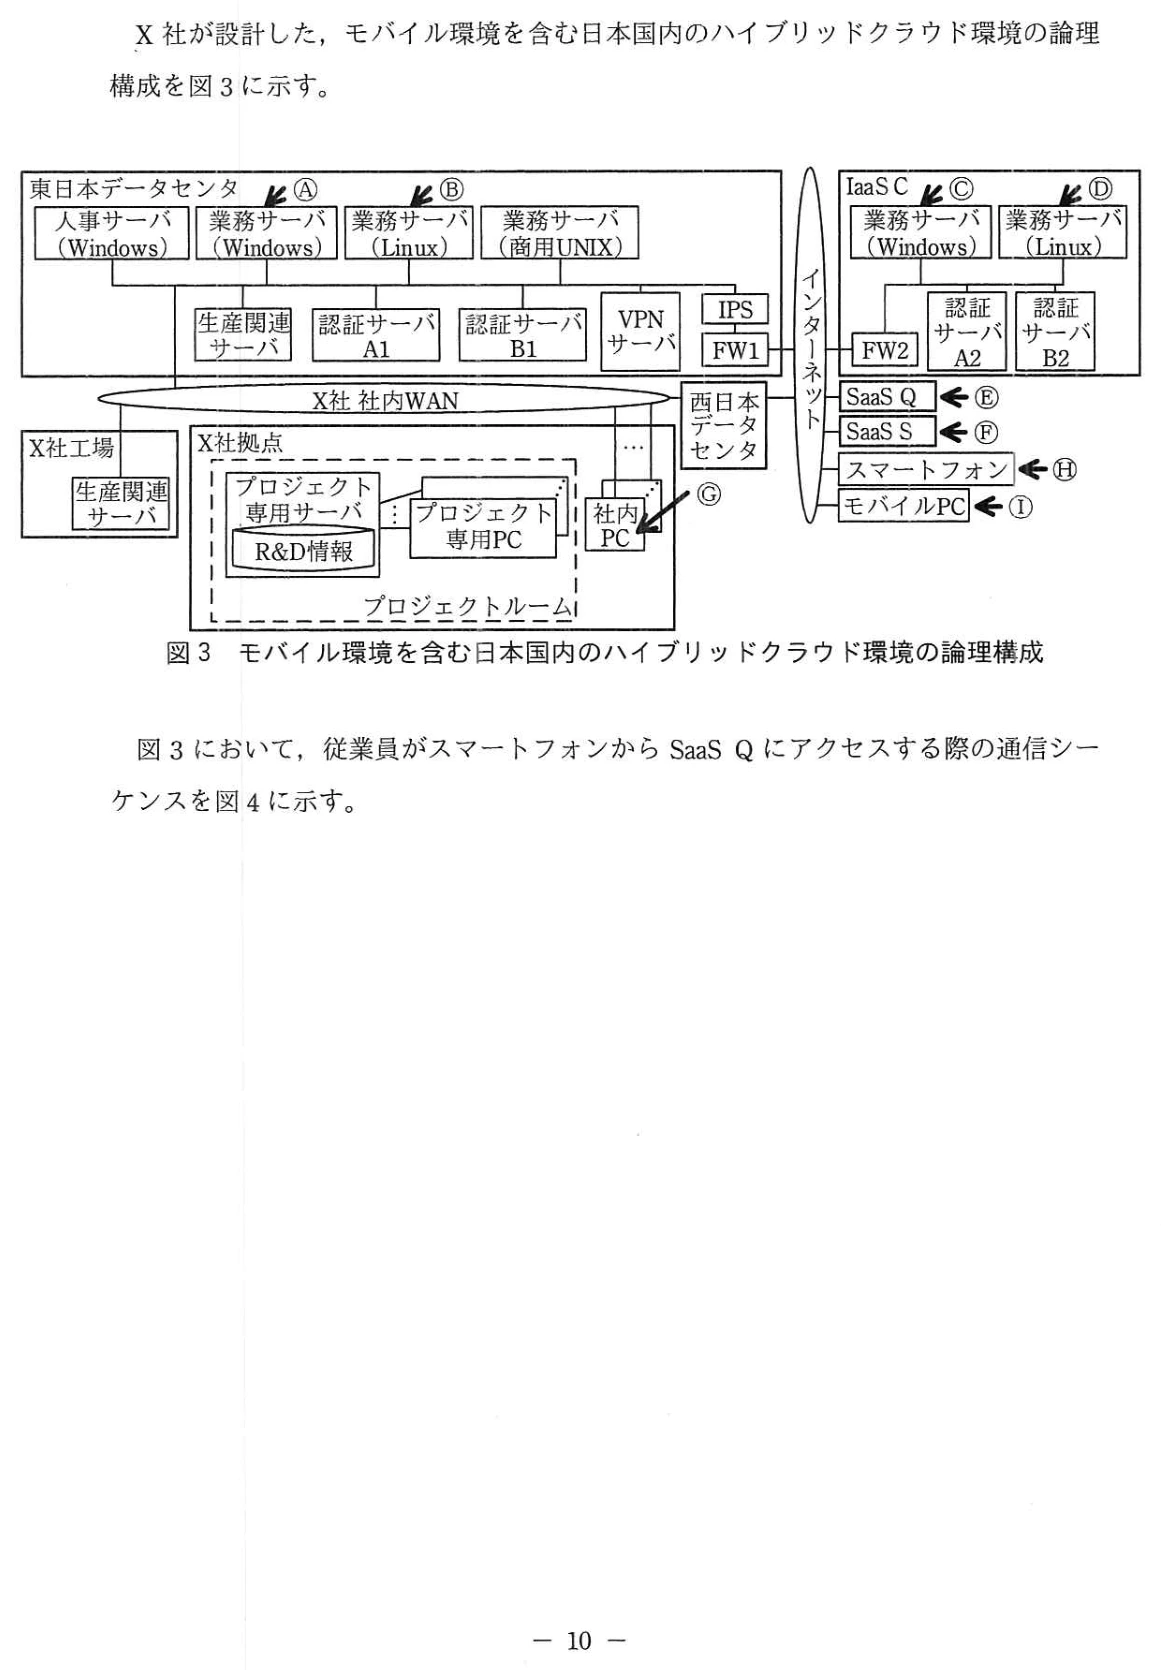 X 社が設計した，モバイル環境を含む日本国内のハイブリッドクラウド環境の論理
構成を図 3 に示す。
東日本データセンタ
Ⓐ
Ⓑ
人事サーバ
（Windows）
業務サーバ
（Windows）
業務サーバ
（Linux）
業務サーバ
（商用UNIX）
生産関連
サーバ
認証サーバ
A1
認証サーバ
B1
VPN
サーバ
IPS
FW1
インターネット
IaaS C
Ⓒ
Ⓓ
業務サーバ
（Windows）
業務サーバ
（Linux）
FW2
認証
サーバ
A2
認証
サーバ
B2
X社 社内WAN
西日本
データ
センタ
SaaS Q
Ⓔ
SaaS S
Ⓕ
スマートフォン
Ⓗ
モバイルPC
Ⓘ
X社工場
生産関連
サーバ
X社拠点
プロジェクト
専用サーバ
R&D情報
プロジェクト
専用PC
プロジェクトルーム
…
社内
PC
Ⓖ
図 3　モバイル環境を含む日本国内のハイブリッドクラウド環境の論理構成
図 3 において，従業員がスマートフォンから SaaS Q にアクセスする際の通信シー
ケンスを図 4 に示す。
－ 10 －